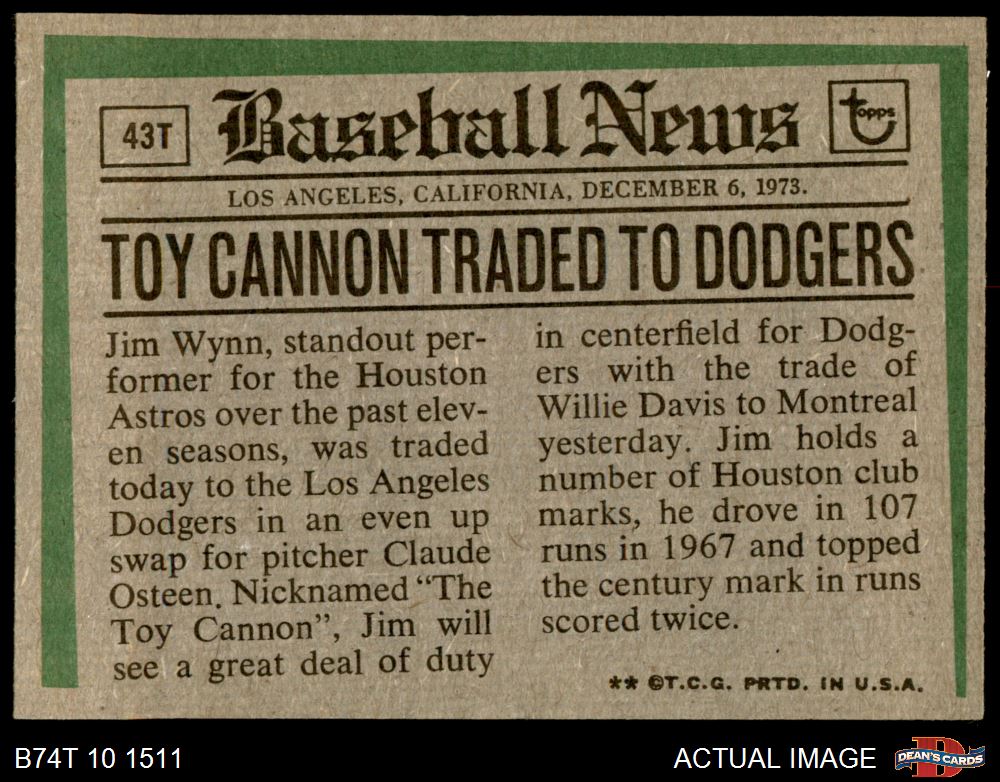 43T
Baseball News
topps
LOS ANGELES, CALIFORNIA, DECEMBER 6, 1973.
TOY CANNON TRADED TO DODGERS
Jim Wynn, standout per-
former for the Houston
Astros over the past elev-
en seasons, was traded
today to the Los Angeles
Dodgers in an even up
swap for pitcher Claude
Osteen. Nicknamed “The
Toy Cannon”, Jim will
see a great deal of duty
in centerfield for Dodg-
ers with the trade of
Willie Davis to Montreal
yesterday. Jim holds a
number of Houston club
marks, he drove in 107
runs in 1967 and topped
the century mark in runs
scored twice.
** ©T.C.G. PRTD. IN U.S.A.
B74T 10 1511
ACTUAL IMAGE
D
DEAN'S CARDS